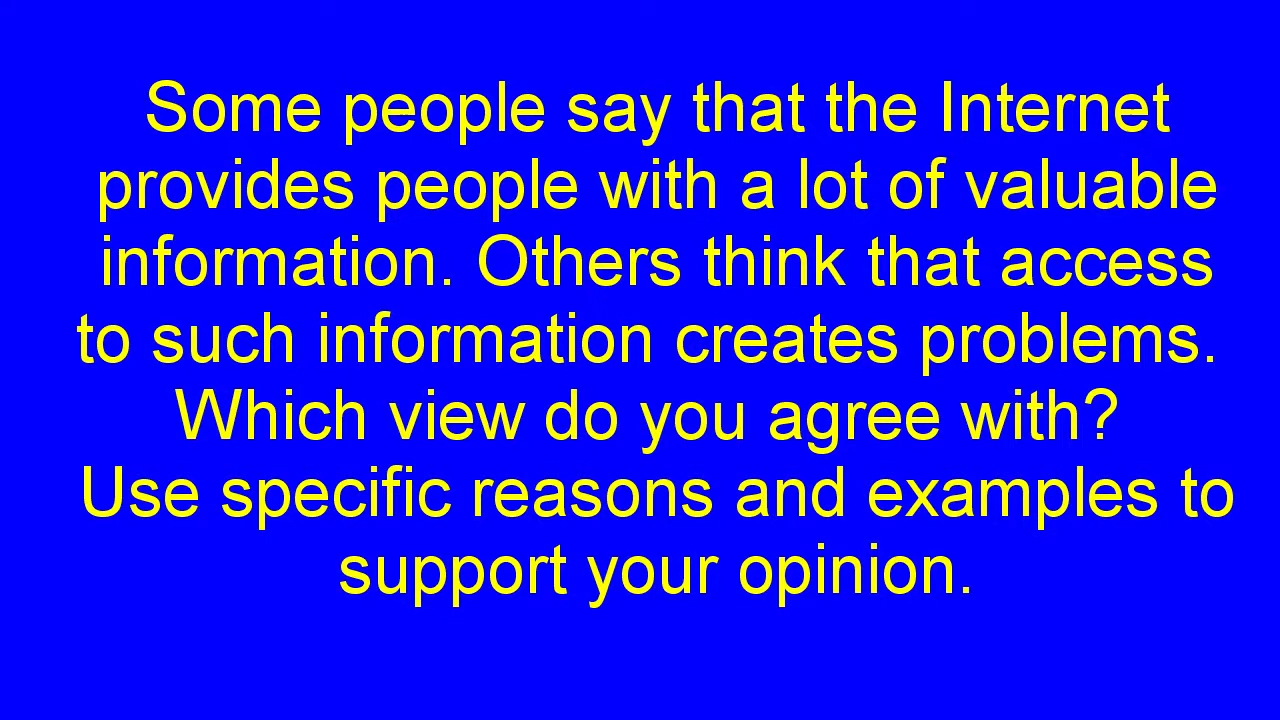 Some people say that the Internet
provides people with a lot of valuable
information. Others think that access
to such information creates problems.
Which view do you agree with?
Use specific reasons and examples to
support your opinion.